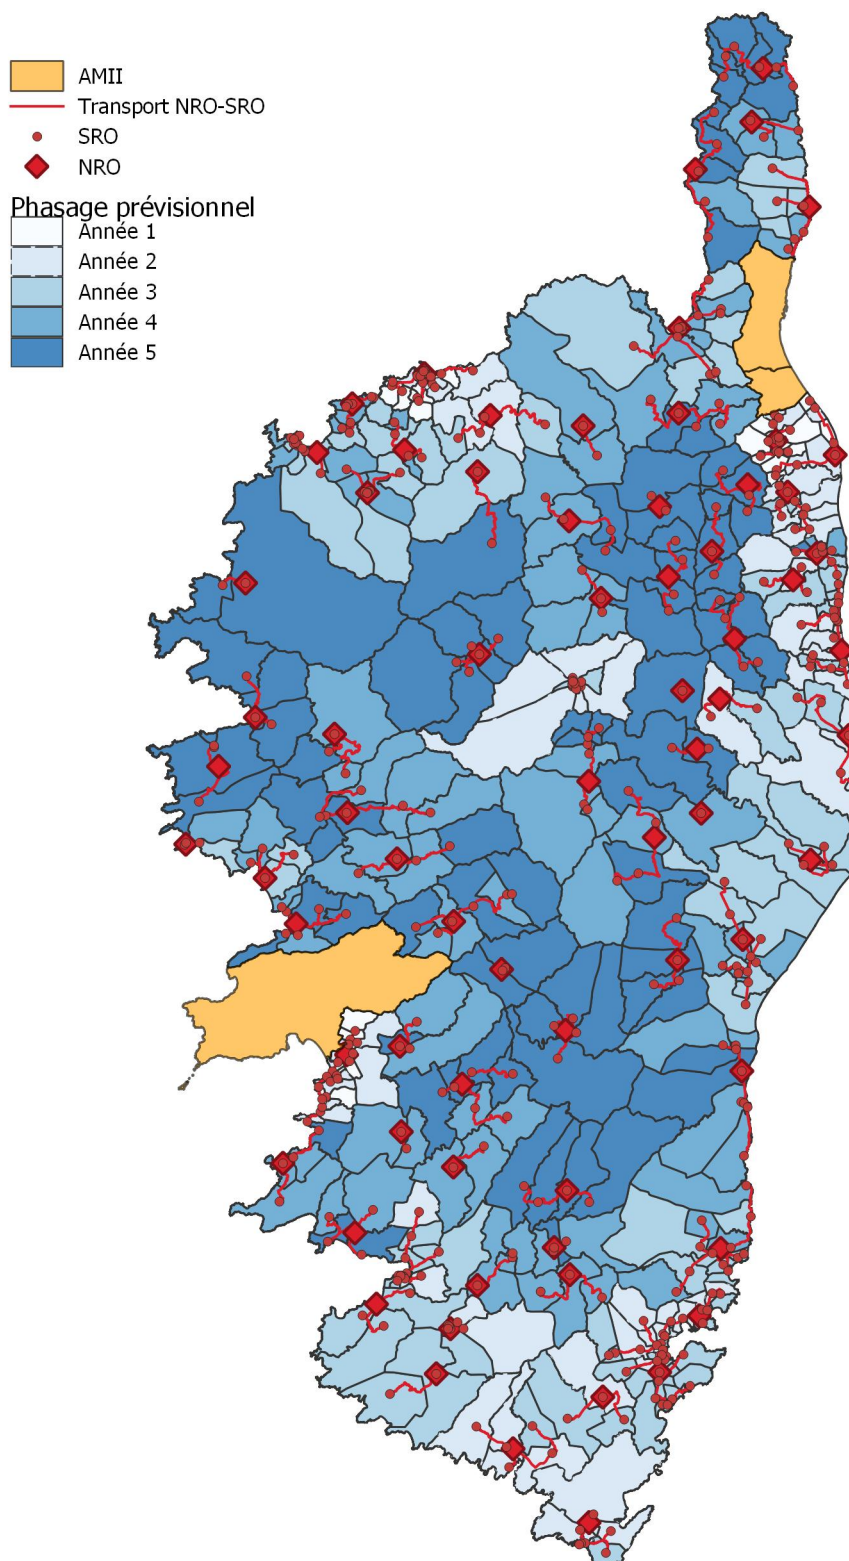 AMII
Transport NRO-SRO
SRO
NRO
Phasage prévisionnel
Année 1
Année 2
Année 3
Année 4
Année 5